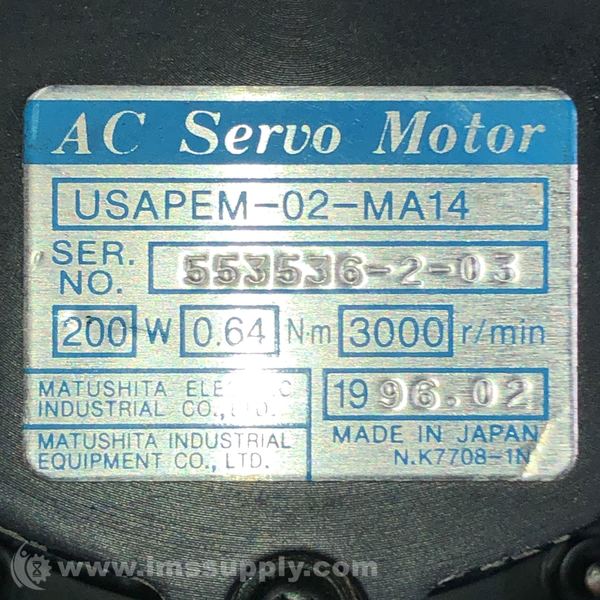 AC Servo Motor
USAPEM-02-MA14
SER. NO. 553536-2-03
200 W 0.64 N·m 3000 r/min
MATUSHITA INDUSTRIAL CO., LTD.
1996.02
MATUSHITA INDUSTRIAL EQUIPMENT CO., LTD.
MADE IN JAPAN
N.K7708-1N
www.imssupply.com